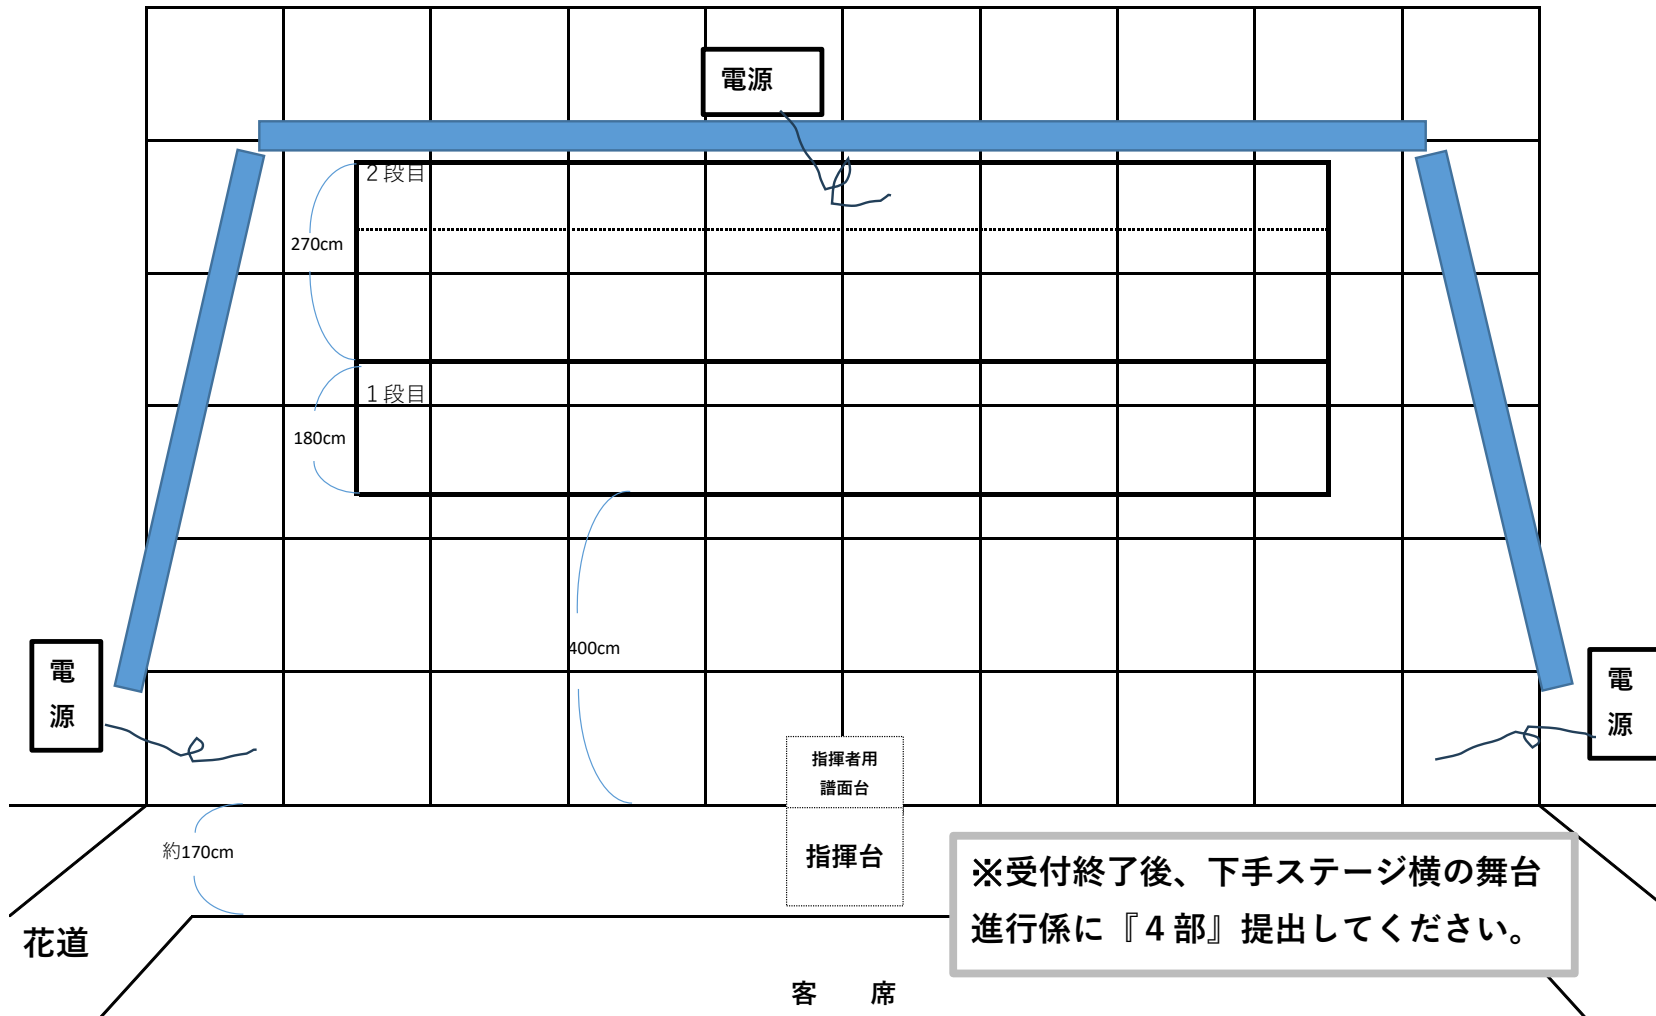 電源
２段目
270cm
１段目
180cm
400cm
電
源
電
源
指揮者用
譜面台
約170cm
指揮台
※受付終了後、下手ステージ横の舞台
進行係に『４部』提出してください。
花道
客　席